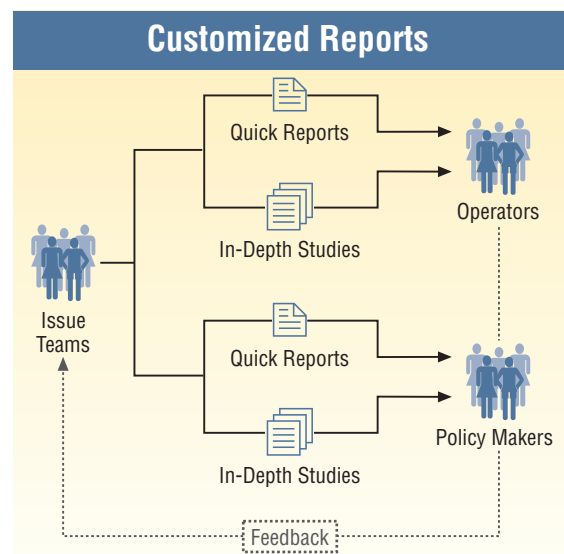 Customized Reports
Quick Reports
Operators
In-Depth Studies
Issue
Teams
Quick Reports
Policy Makers
In-Depth Studies
Feedback